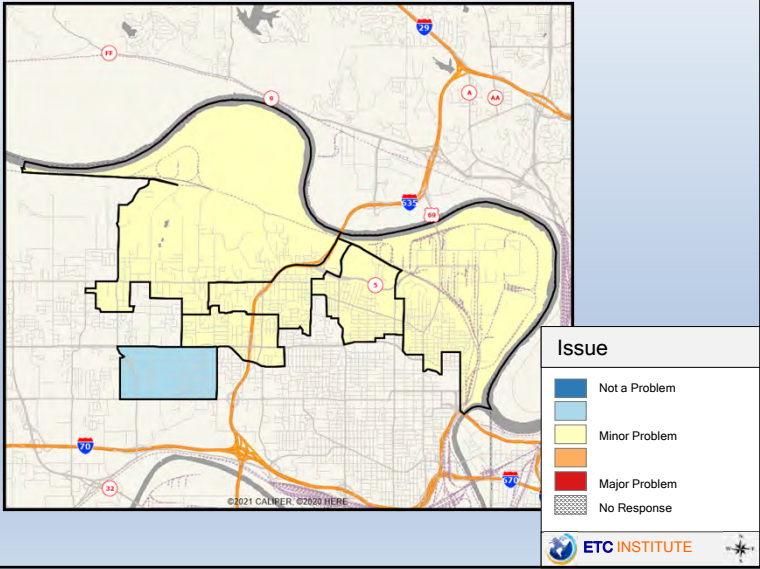 29
FF
9
A
AA
635
69
5
70
32
670
©2021 CALIPER; ©2020 HERE
Issue
Not a Problem
Minor Problem
Major Problem
No Response
ETC INSTITUTE